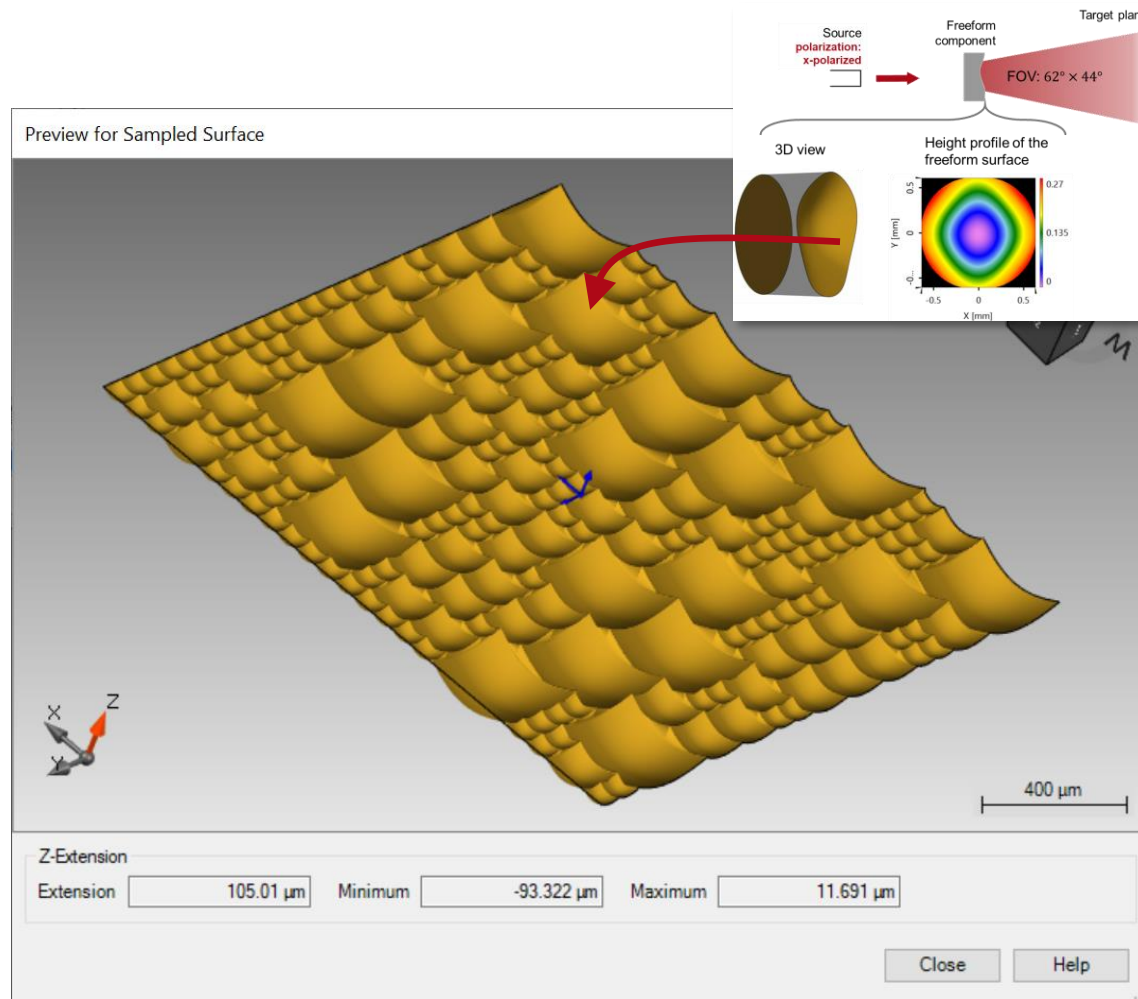 Target plan
Source
polarization:
x-polarized
Freeform
component
FOV: 62° × 44°
Preview for Sampled Surface
3D view
Height profile of the
freeform surface
0.5
0
-0...
Y [mm]
0.27
0.135
0
-0.5
0
0.5
X [mm]
M
X
Z
Y
400 µm
Z-Extension
Extension
105.01 µm
Minimum
-93.322 µm
Maximum
11.691 µm
Close
Help